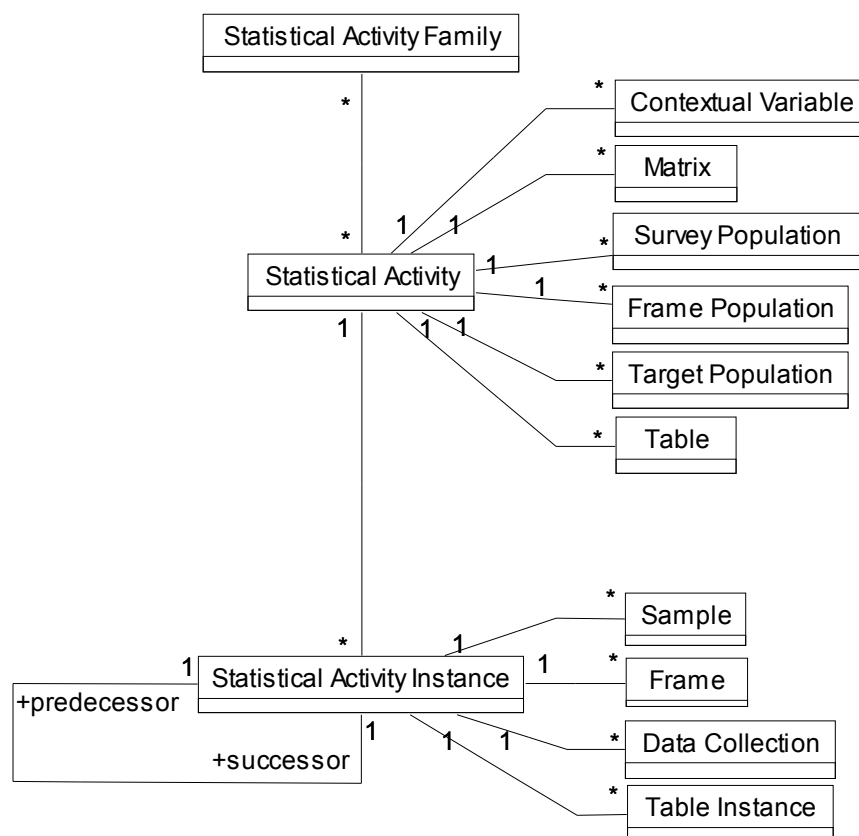 Statistical Activity Family
*
*
Contextual Variable
*
Matrix
1
1
*
*
Survey Population
Statistical Activity
1
*
Frame Population
1
1
1
1
*
Target Population
*
Table
*
Sample
*
1
1
Statistical Activity Instance
1
*
Frame
+predecessor
1
1
1
*
Data Collection
+successor
*
Table Instance